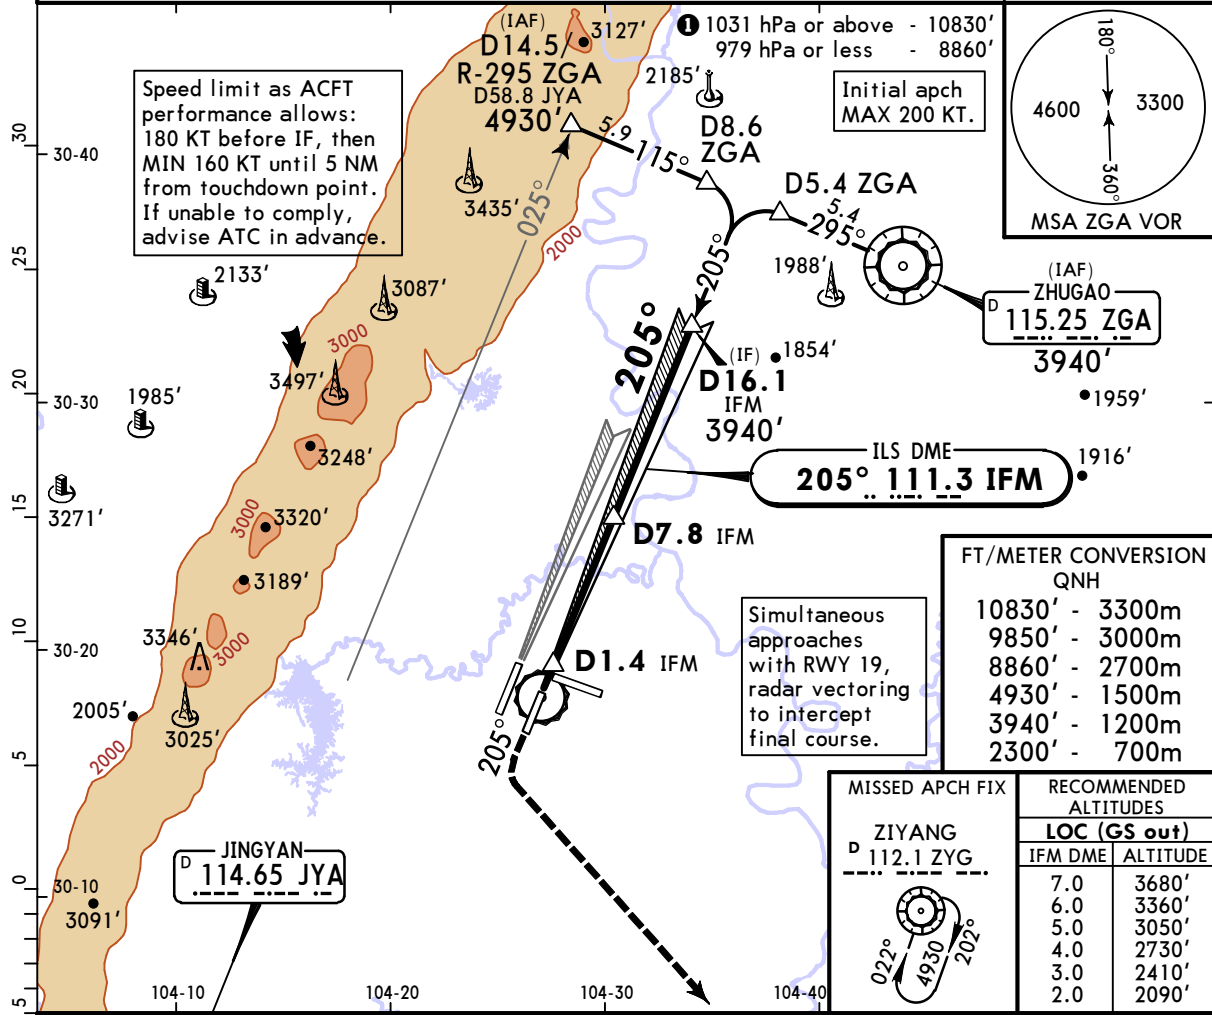 ❶ 1031 hPa or above - 10830'
979 hPa or less - 8860'
(IAF)
D14.5
R-295 ZGA
D58.8 JYA
4930'
3127'
2185'
Initial apch
MAX 200 KT.
180°
4600
3300
360°
MSA ZGA VOR
Speed limit as ACFT
performance allows:
180 KT before IF, then
MIN 160 KT until 5 NM
from touchdown point.
If unable to comply,
advise ATC in advance.
30
30-40
3435'
025°
2000
5.9
115°
D8.6
ZGA
D5.4 ZGA
5.4
295°
205°
1988'
(IAF)
ZHUGAO
D
115.25 ZGA
3940'
25
2133'
3087'
3000
3497'
205°
(IF)
D16.1
IFM
3940'
1854'
1959'
20
30-30
1985'
3248'
ILS DME
205° 111.3 IFM
1916'
15
3271'
3000
3320'
D7.8 IFM
3189'
FT/METER CONVERSION
QNH
10830' - 3300m
9850' - 3000m
8860' - 2700m
4930' - 1500m
3940' - 1200m
2300' - 700m
Simultaneous
approaches
with RWY 19,
radar vectoring
to intercept
final course.
10
30-20
3346'
3000
D1.4 IFM
2005'
3025'
2000
205°
5
MISSED APCH FIX
ZIYANG
D
112.1 ZYG
022°
4930
202°
RECOMMENDED
ALTITUDES
LOC (GS out)
IFM DME ALTITUDE
7.0 3680'
6.0 3360'
5.0 3050'
4.0 2730'
3.0 2410'
2.0 2090'
JINGYAN
D
114.65 JYA
0
30-10
3091'
5
104-10
104-20
104-30
104-40